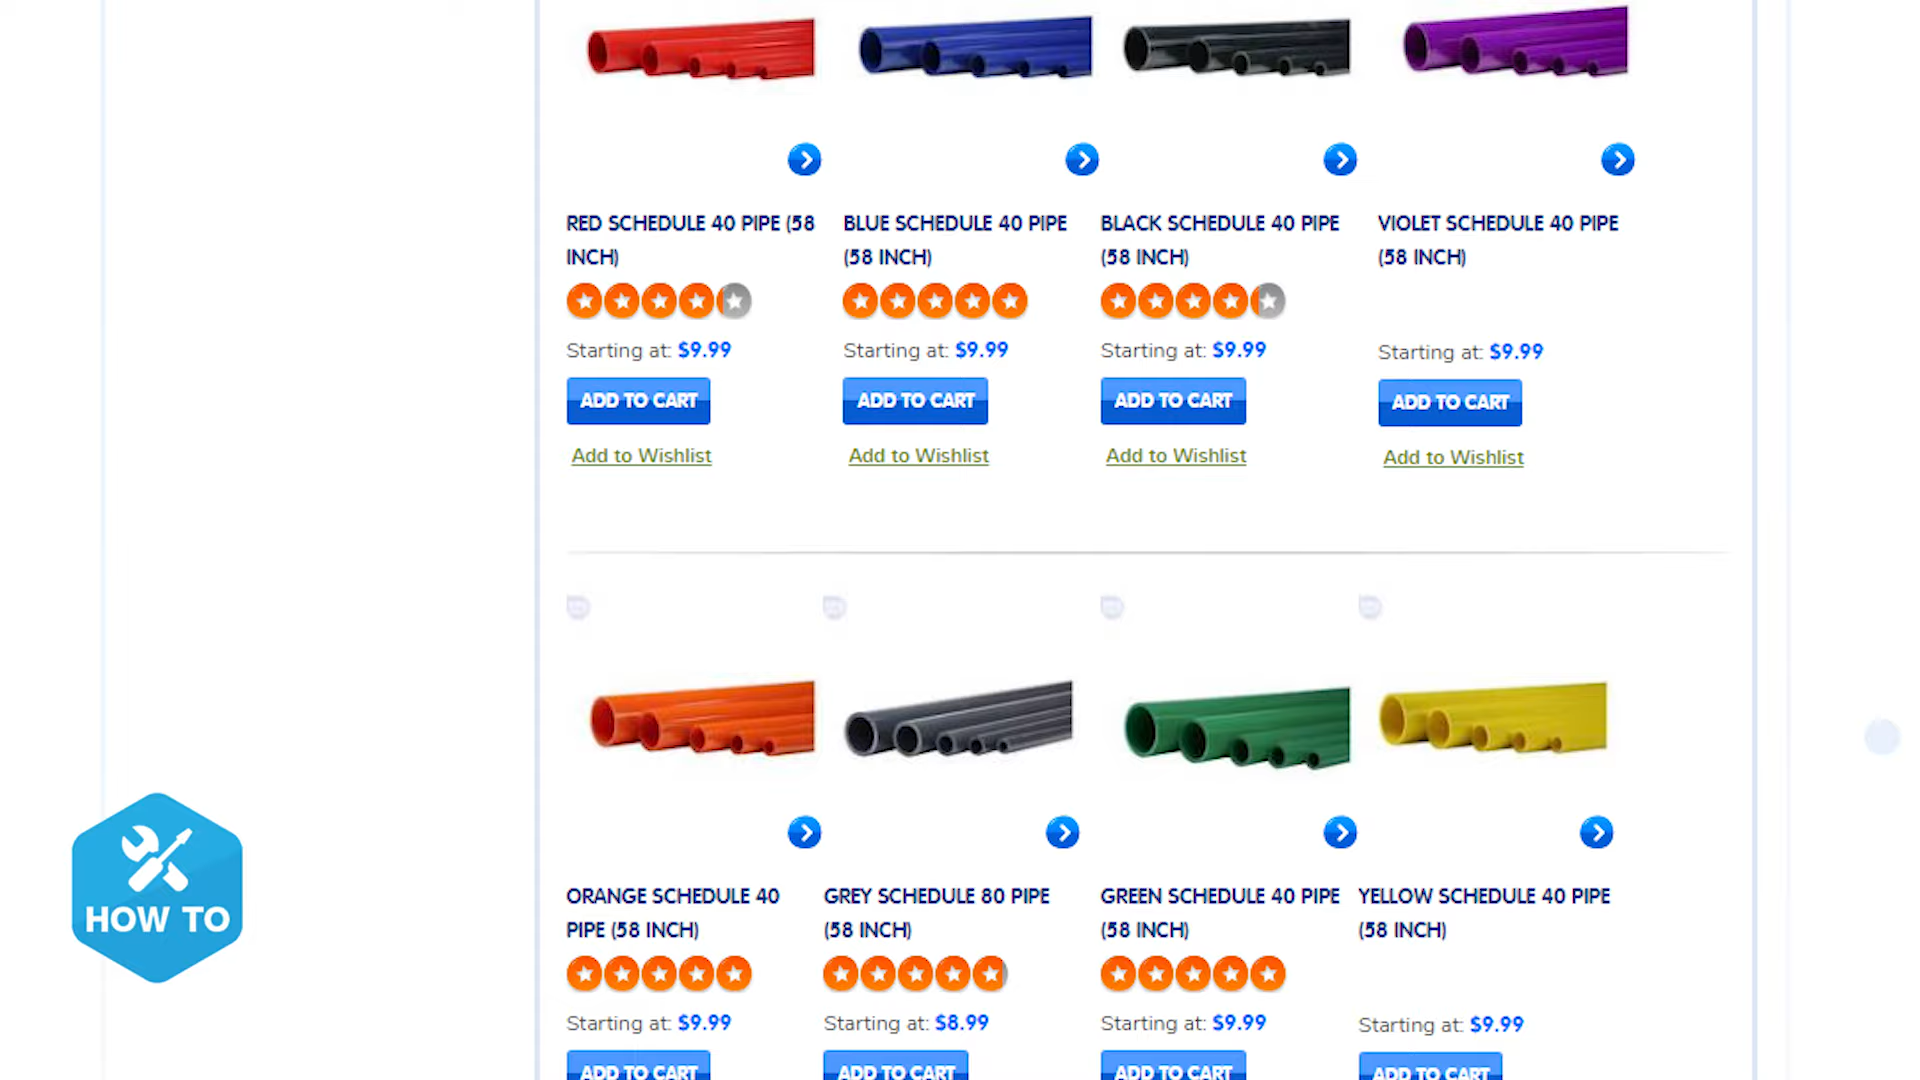 RED SCHEDULE 40 PIPE (58
INCH)
BLUE SCHEDULE 40 PIPE
(58 INCH)
BLACK SCHEDULE 40 PIPE
(58 INCH)
VIOLET SCHEDULE 40 PIPE
(58 INCH)
Starting at: $9.99
Starting at: $9.99
Starting at: $9.99
Starting at: $9.99
ADD TO CART
ADD TO CART
ADD TO CART
ADD TO CART
Add to Wishlist
Add to Wishlist
Add to Wishlist
Add to Wishlist
ORANGE SCHEDULE 40
PIPE (58 INCH)
GREY SCHEDULE 80 PIPE
(58 INCH)
GREEN SCHEDULE 40 PIPE
(58 INCH)
YELLOW SCHEDULE 40 PIPE
(58 INCH)
Starting at: $9.99
Starting at: $8.99
Starting at: $9.99
Starting at: $9.99
ADD TO CART
ADD TO CART
ADD TO CART
ADD TO CART
HOW TO